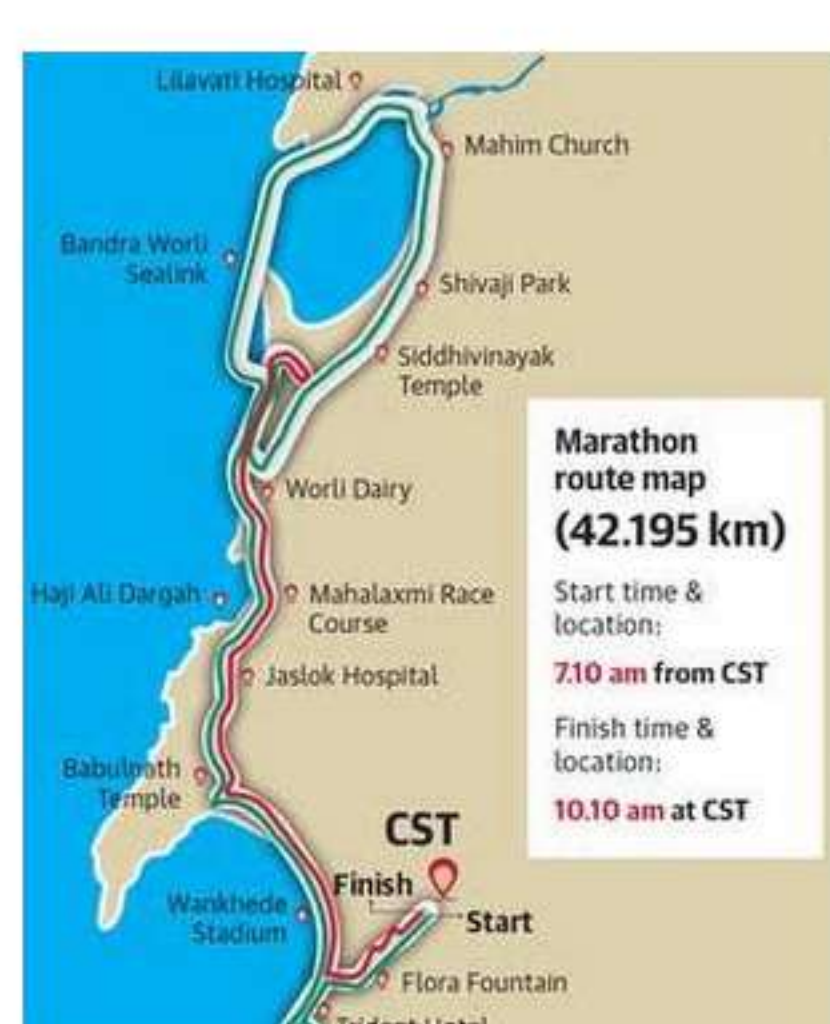 Lilavati Hospital
Mahim Church
Bandra Worli
Sealink
Shivaji Park
Siddhivinayak
Temple
Marathon
route map
(42.195 km)
Start time &
location:
7.10 am from CST
Finish time &
location:
10.10 am at CST
Worli Dairy
Haji Ali Dargah
Mahalaxmi Race
Course
Jaslok Hospital
Babulnath
Temple
CST
Finish
Start
Wankhede
Stadium
Flora Fountain
Trident Hotel